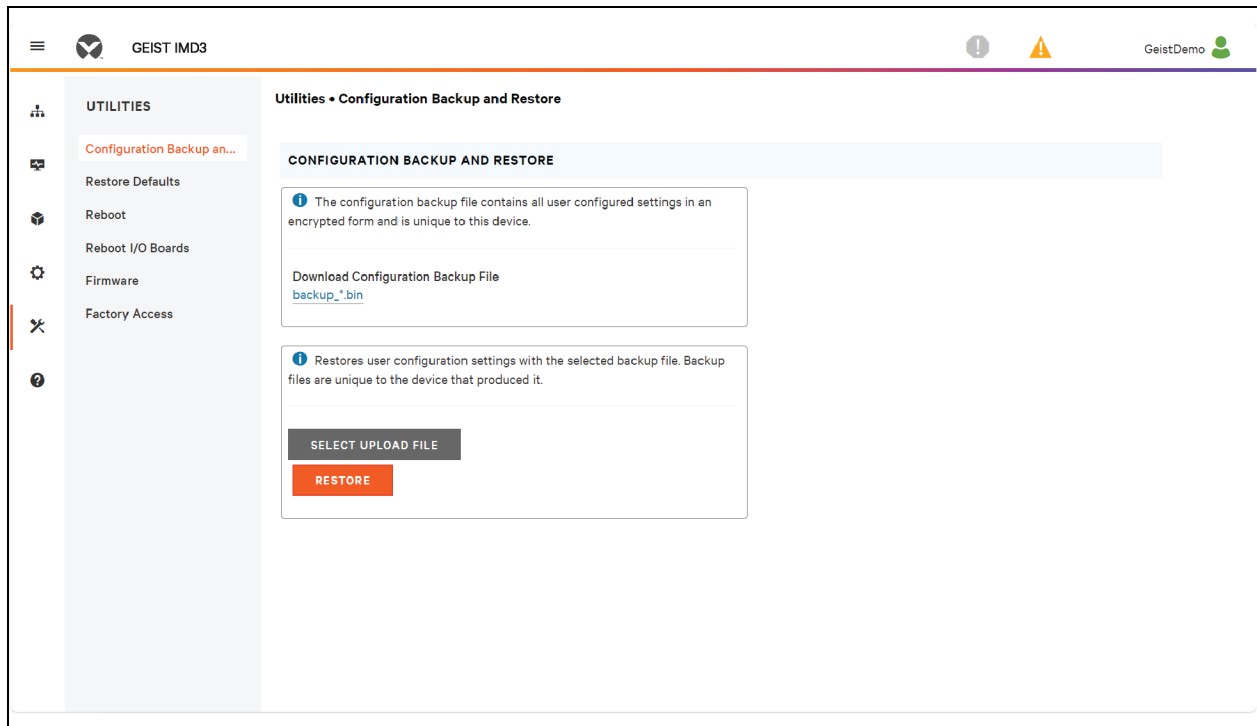 GEIST IMD3
GeistDemo
UTILITIES
Configuration Backup an...
Restore Defaults
Reboot
Reboot I/O Boards
Firmware
Factory Access
Utilities • Configuration Backup and Restore
CONFIGURATION BACKUP AND RESTORE
The configuration backup file contains all user configured settings in an
encrypted form and is unique to this device.
Download Configuration Backup File
backup_*.bin
Restores user configuration settings with the selected backup file. Backup
files are unique to the device that produced it.
SELECT UPLOAD FILE
RESTORE